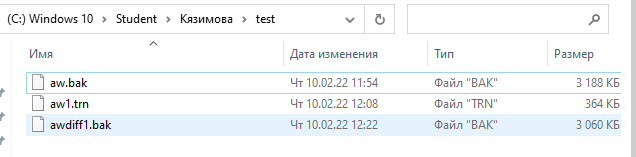 (C:) Windows 10 > Student > Кязимова > test
Имя Дата изменения Тип Размер
aw.bak Чт 10.02.22 11:54 Файл "BAK" 3 188 КБ
aw1.trn Чт 10.02.22 12:08 Файл "TRN" 364 КБ
awdiff1.bak Чт 10.02.22 12:22 Файл "BAK" 3 060 КБ